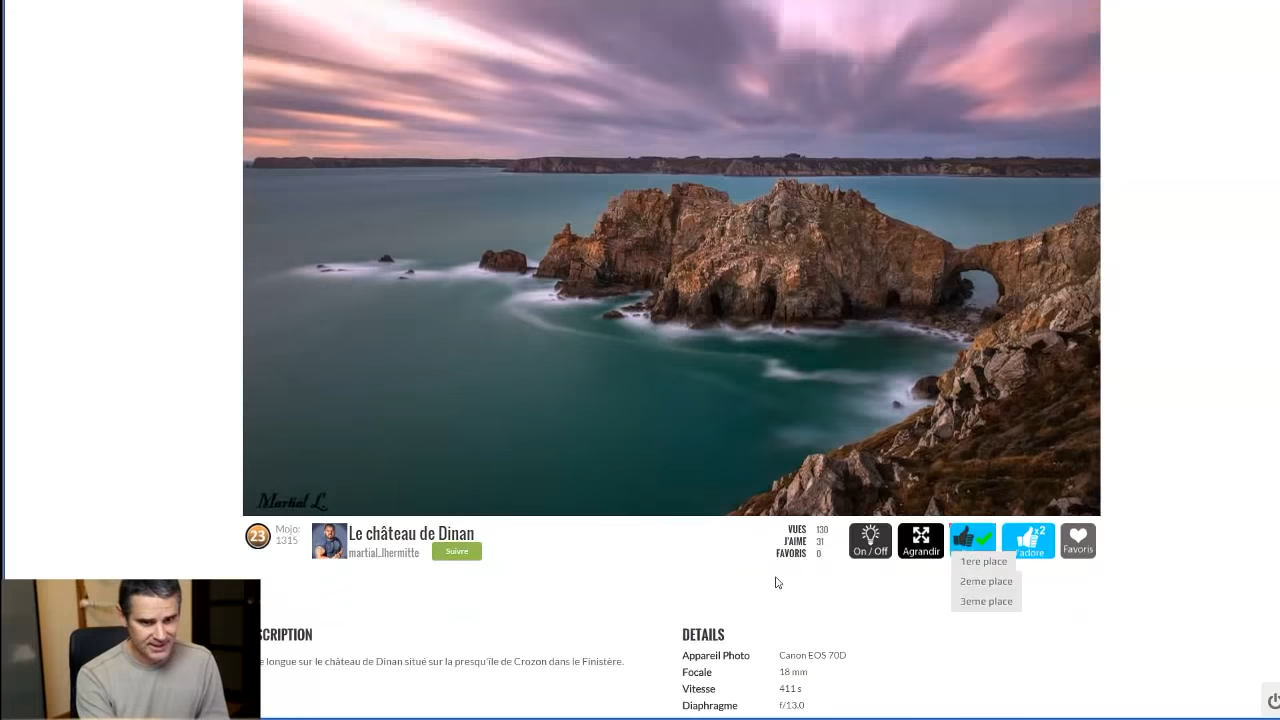 Martial L.
23
Mojo:
1315
Le château de Dinan
martial_lhermitte
Suivre
VUES 130
J'AIME 31
FAVORIS 0
On / Off
Agrandir
x2
J'adore
Favoris
1ere place
2eme place
3eme place
SCRIPTION
e longue sur le château de Dinan situé sur la presqu'île de Crozon dans le Finistère.
DETAILS
Appareil Photo Canon EOS 70D
Focale 18 mm
Vitesse 411 s
Diaphragme f/13.0